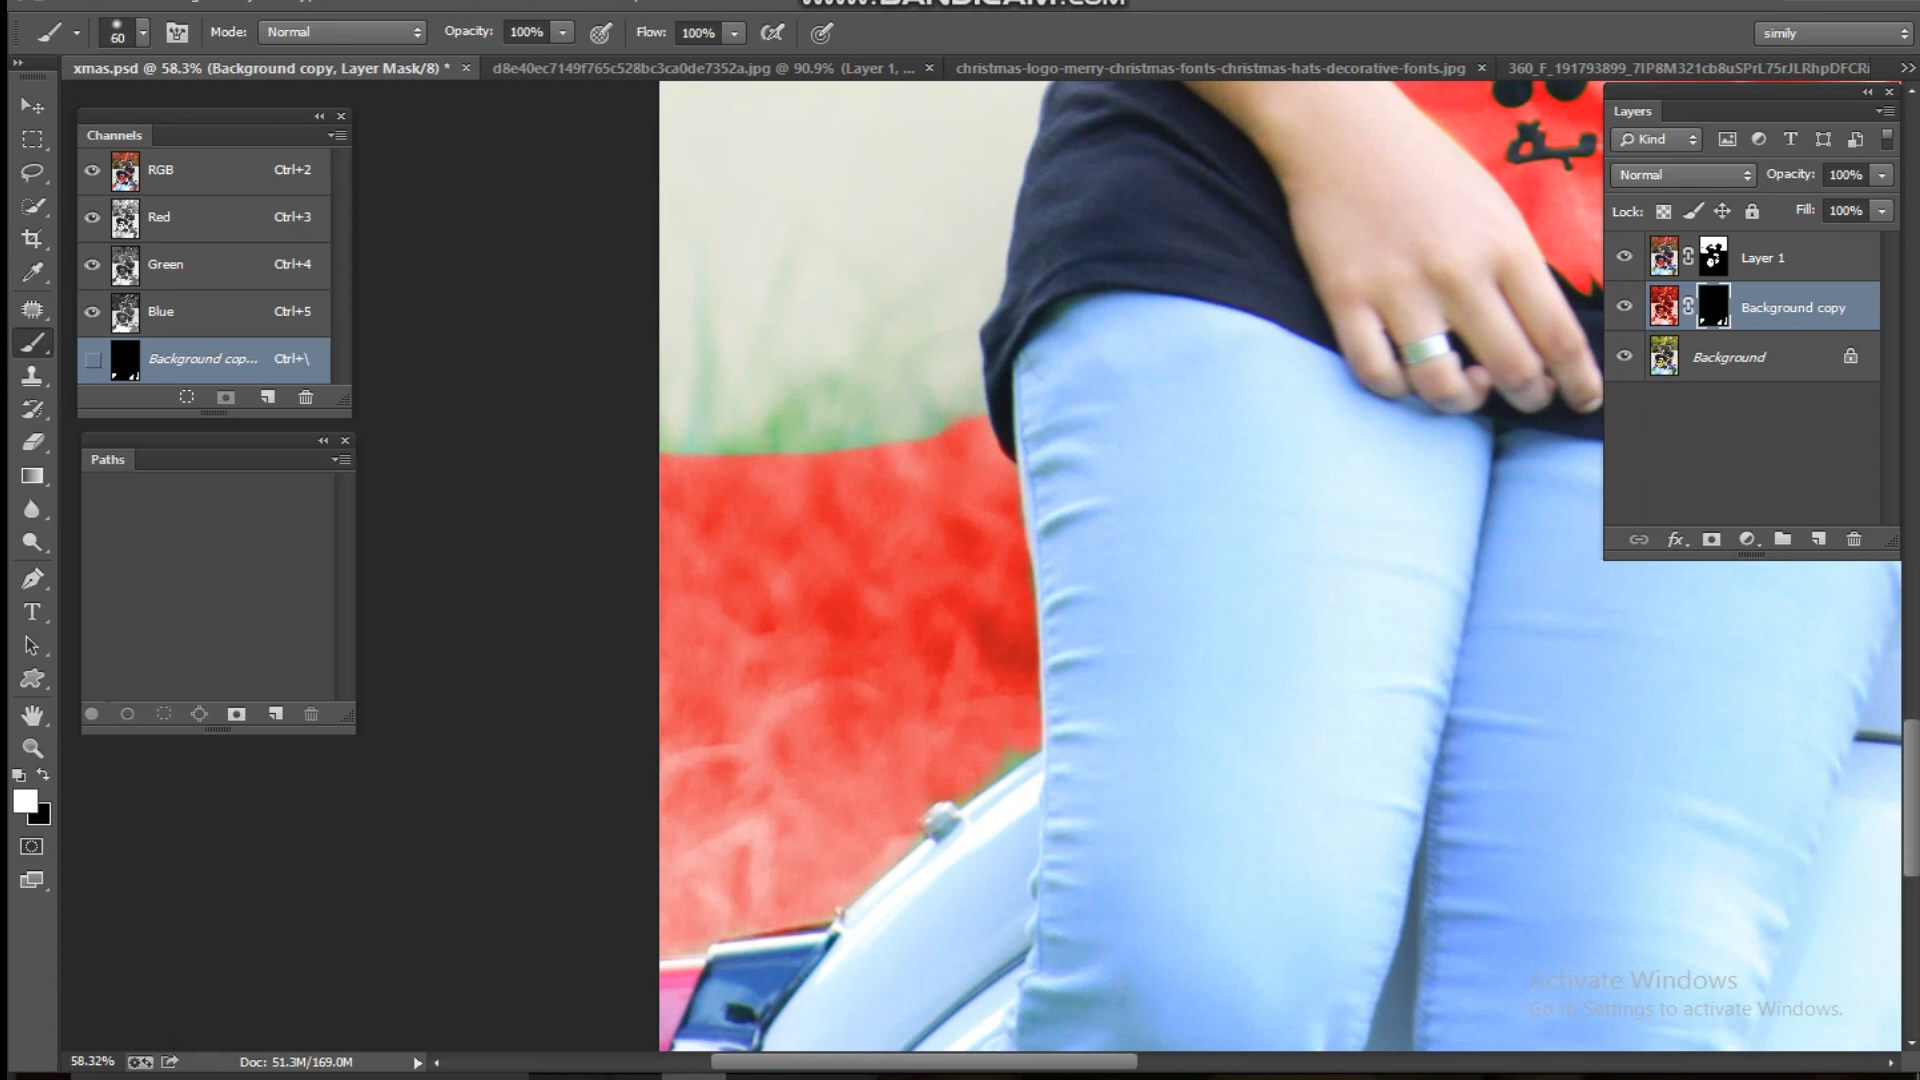 www.BANDICAM.com
60
Mode: Normal
Opacity: 100%
Flow: 100%
simily
xmas.psd @ 58.3% (Background copy, Layer Mask/8) * ×
d8e40ec7149f765c528bc3ca0de7352a.jpg @ 90.9% (Layer 1, ... ×
christmas-logo-merry-christmas-fonts-christmas-hats-decorative-fonts.jpg ×
Channels
RGB Ctrl+2
Red Ctrl+3
Green Ctrl+4
Blue Ctrl+5
Background cop... Ctrl+\
Paths
Layers
Kind
Normal
Opacity: 100%
Lock:
Fill: 100%
Layer 1
Background copy
Background
Activate Windows
Go to Settings to activate Windows.
58.32%
Doc: 51.3M/169.0M